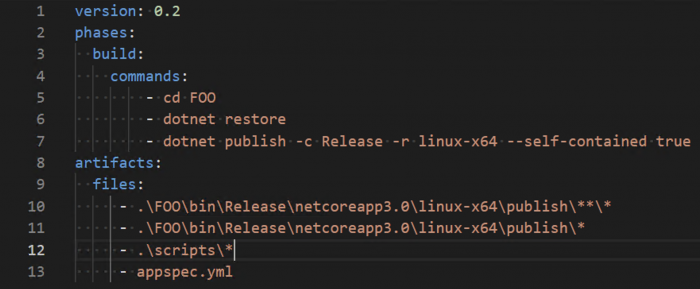 1 version: 0.2
2 phases:
3 build:
4 commands:
5 - cd FOO
6 - dotnet restore
7 - dotnet publish -c Release -r linux-x64 --self-contained true
8 artifacts:
9 files:
10 - .\FOO\bin\Release\netcoreapp3.0\linux-x64\publish\**\*
11 - .\FOO\bin\Release\netcoreapp3.0\linux-x64\publish\*
12 - .\scripts\*
13 - appspec.yml